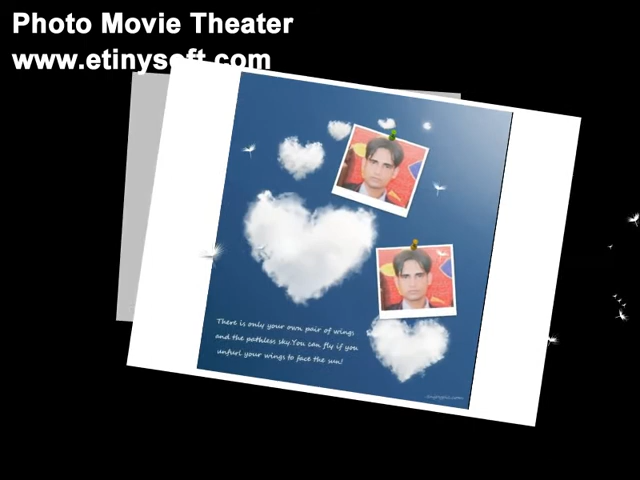 Photo Movie Theater
www.etinysoft.com
There is only your own pair of wings
and the pathless sky.You can fly if you
unfurl your wings to face the sun!